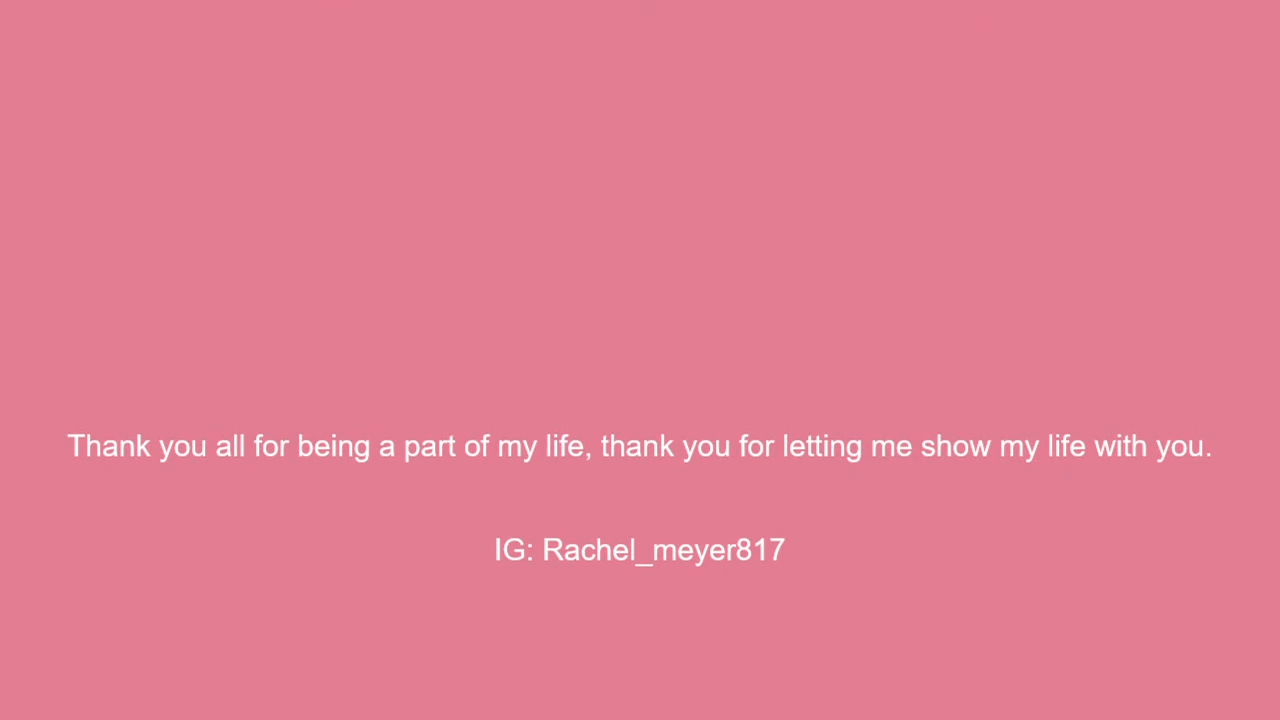 Thank you all for being a part of my life, thank you for letting me show my life with you.
IG: Rachel_meyer817